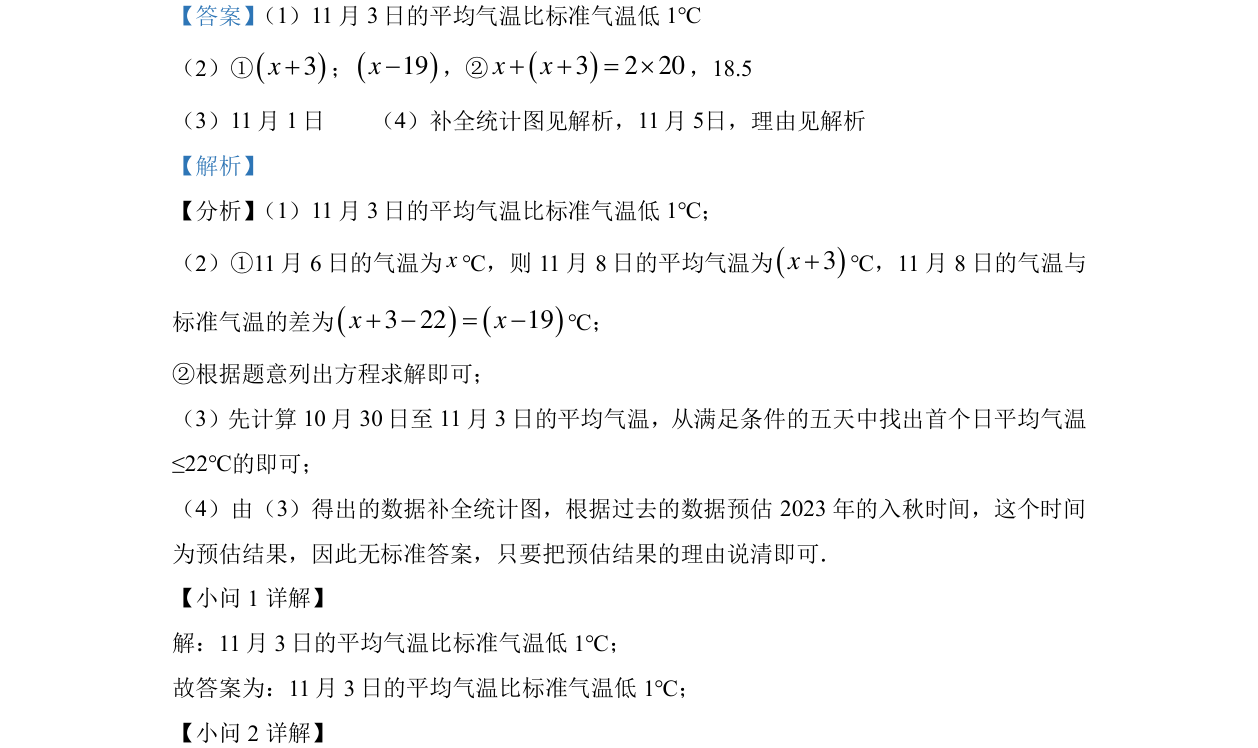 【答案】（1）11 月 3 日的平均气温比标准气温低 1℃
（2）①(x+3)；(x−19)，②x+(x+3)=2×20，18.5
（3）11 月 1 日 （4）补全统计图见解析，11 月 5日，理由见解析
【解析】
【分析】（1）11 月 3 日的平均气温比标准气温低 1℃；
（2）①11 月 6 日的气温为 x ℃，则 11 月 8 日的平均气温为(x+3)℃，11 月 8 日的气温与
标准气温的差为(x+3−22)=(x−19)℃；
②根据题意列出方程求解即可；
（3）先计算 10 月 30 日至 11 月 3 日的平均气温，从满足条件的五天中找出首个日平均气温
≤22℃的即可；
（4）由（3）得出的数据补全统计图，根据过去的数据预估 2023 年的入秋时间，这个时间
为预估结果，因此无标准答案，只要把预估结果的理由说清即可．
【小问 1 详解】
解：11 月 3 日的平均气温比标准气温低 1℃；
故答案为：11 月 3 日的平均气温比标准气温低 1℃；
【小问 2 详解】